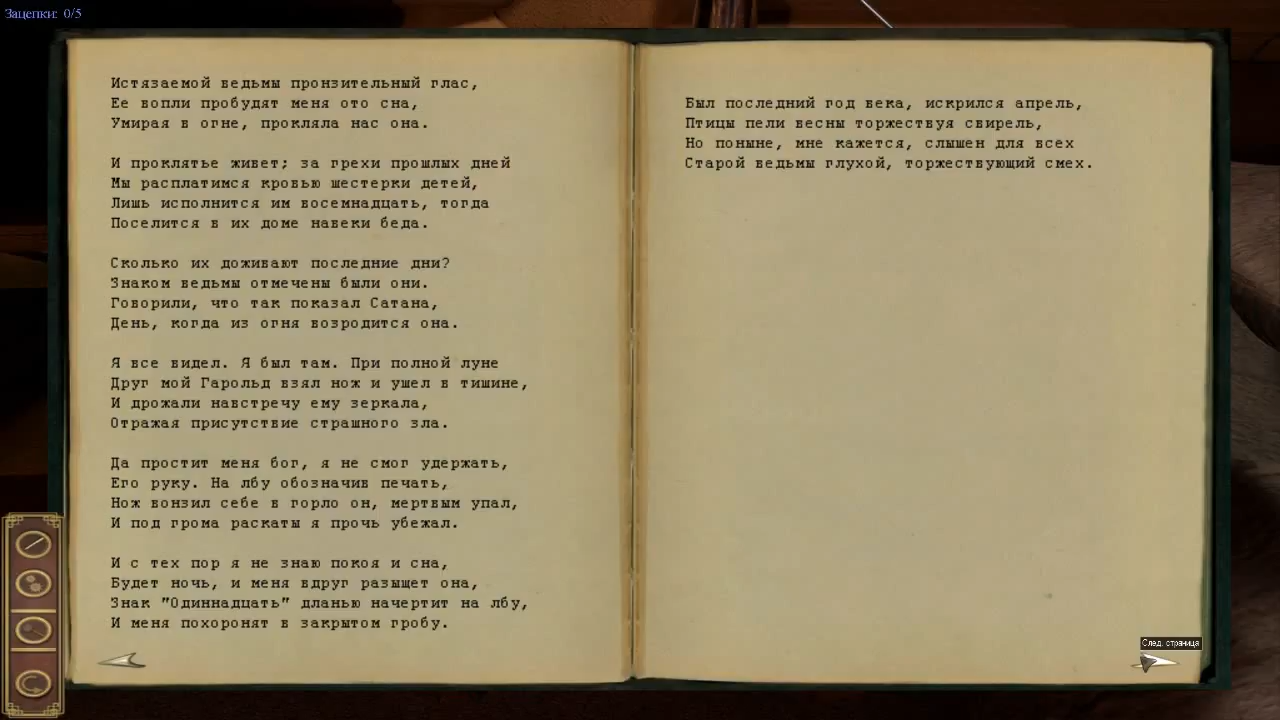 Зацепки: 0/5
Истязаемой ведьмы пронзительный глас,
Ее вопли пробудят меня ото сна,
Умирая в огне, прокляла нас она.
И проклятье живет; за грехи прошлых дней
Мы расплатимся кровью шестерки детей,
Лишь исполнится им восемнадцать, тогда
Поселится в их доме навеки беда.
Сколько их доживают последние дни?
Знаком ведьмы отмечены были они.
Говорили, что так показал Сатана,
День, когда из огня возродится она.
Я все видел. Я был там. При полной луне
Друг мой Гарольд взял нож и ушел в тишине,
И дрожали навстречу ему зеркала,
Отражая присутствие страшного зла.
Да простит меня бог, я не смог удержать,
Его руку. На лбу обозначив печать,
Нож вонзил себе в горло он, мертвым упал,
И под грома раскаты я прочь убежал.
И с тех пор я не знаю покоя и сна,
Будет ночь, и меня вдруг разыщет она,
Знак "Одиннадцать" дланью начертит на лбу,
И меня похоронят в закрытом гробу.
Был последний год века, искрился апрель,
Птицы пели весны торжествуя свирель,
Но поныне, мне кажется, слышен для всех
Старой ведьмы глухой, торжествующий смех.
След. страница